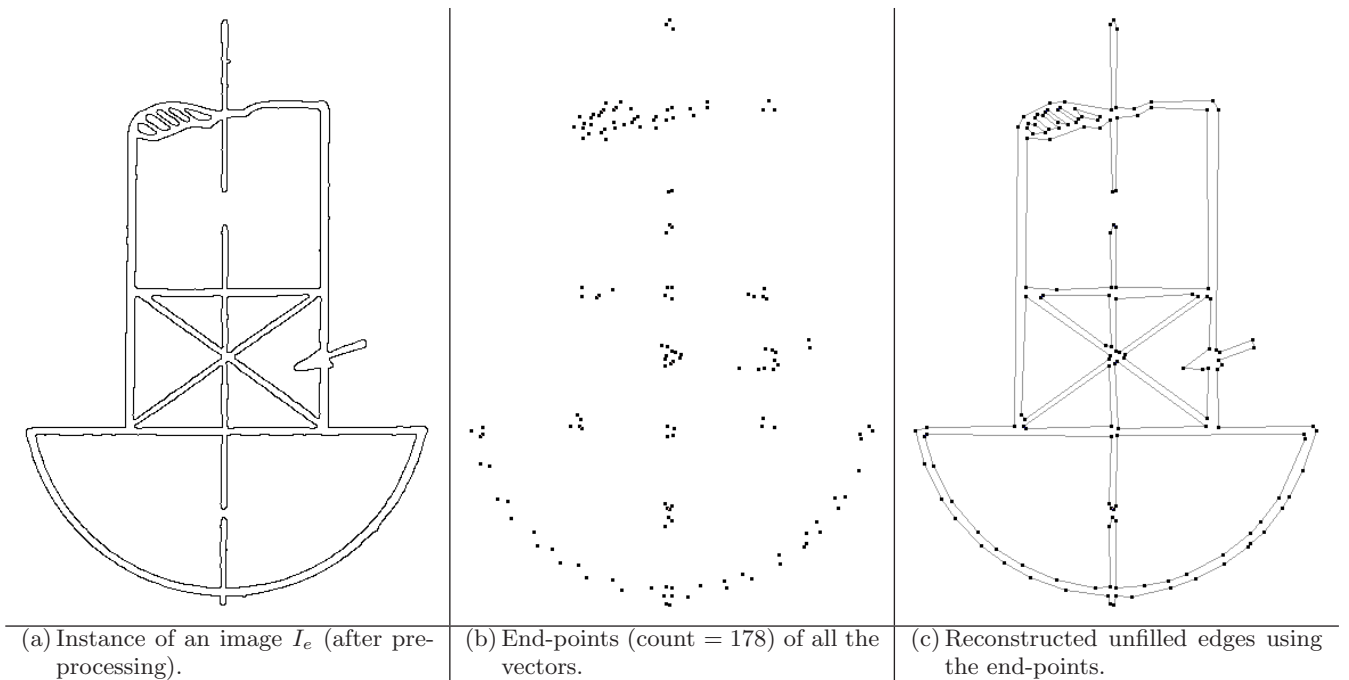 (a) Instance of an image I_e (after pre-
processing).
(b) End-points (count = 178) of all the
vectors.
(c) Reconstructed unfilled edges using
the end-points.